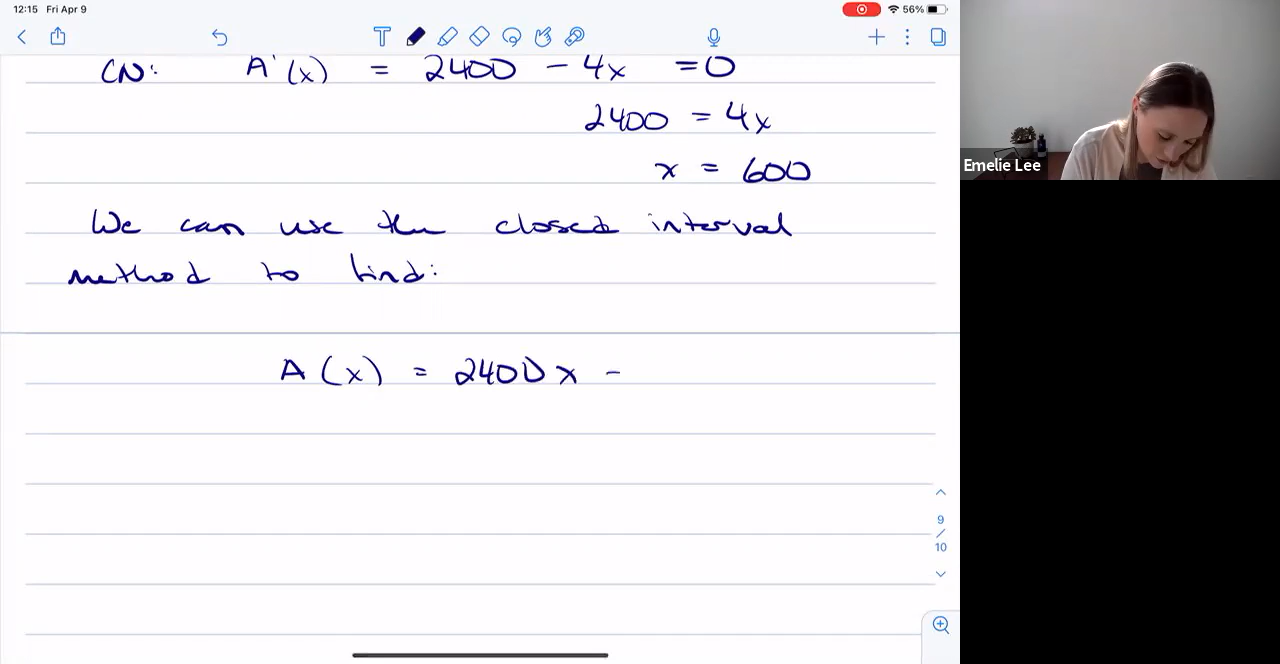 12:15 Fri Apr 9
56%
CN: A'(x) = 2400 - 4x = 0
2400 = 4x
x = 600
Emelie Lee
We can use the closed interval
method to find:
A(x) = 2400x -
9
/
10